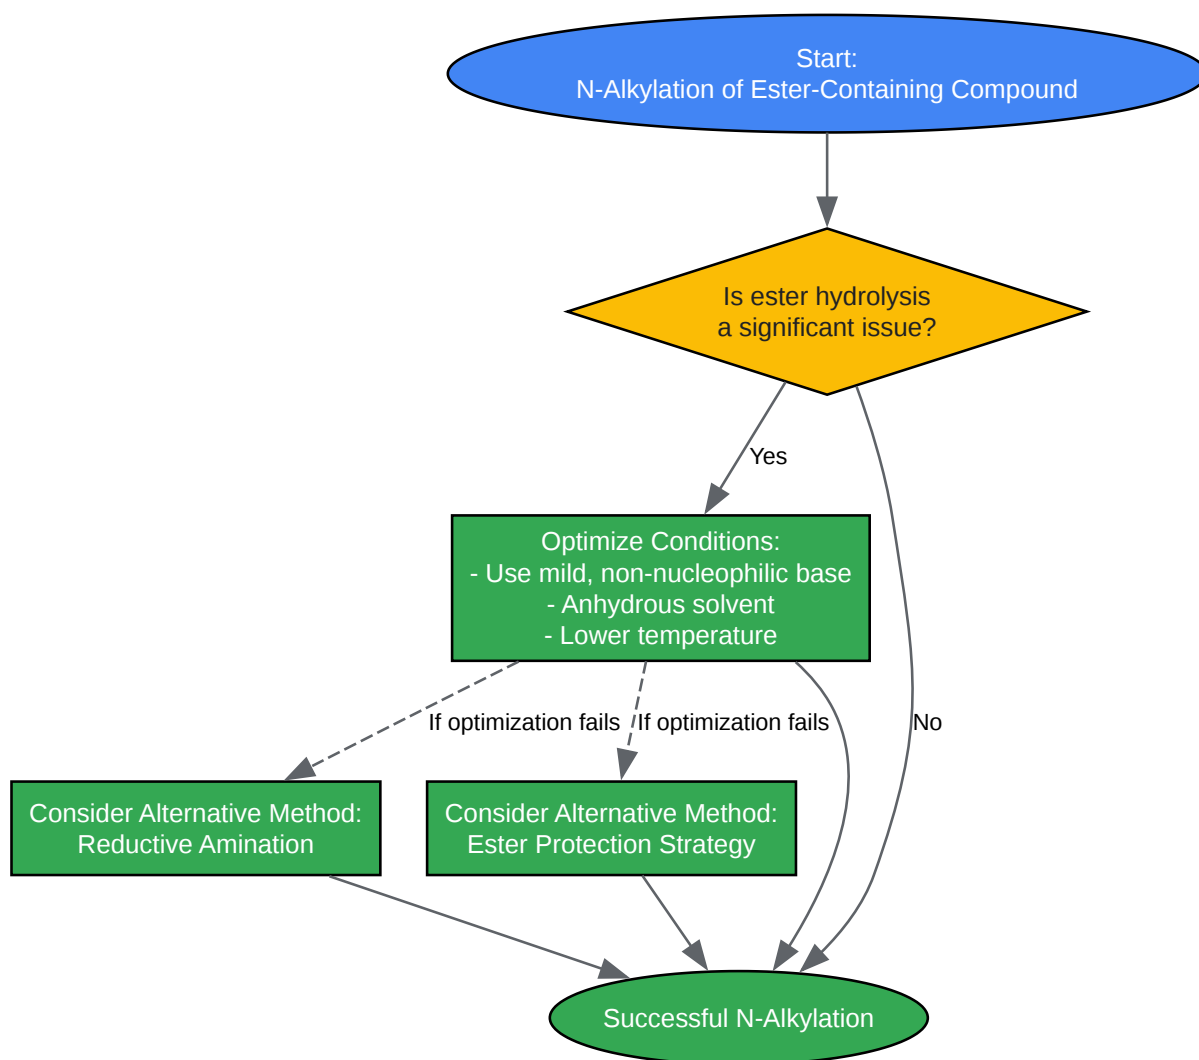 Start:
N-Alkylation of Ester-Containing Compound
Is ester hydrolysis
a significant issue?
Yes
Optimize Conditions:
- Use mild, non-nucleophilic base
- Anhydrous solvent
- Lower temperature
If optimization fails
If optimization fails
No
Consider Alternative Method:
Reductive Amination
Consider Alternative Method:
Ester Protection Strategy
Successful N-Alkylation